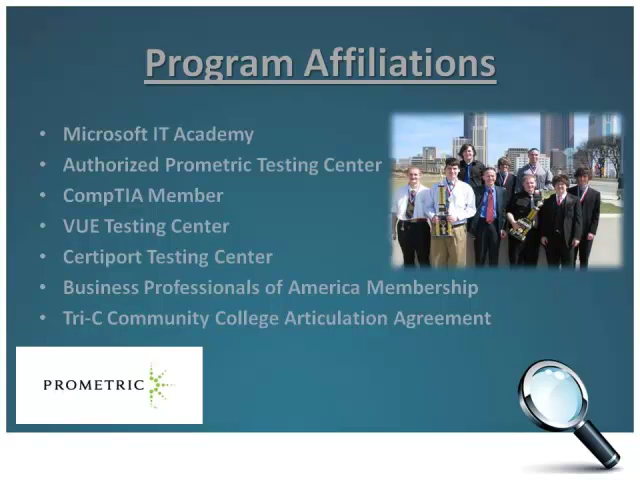 Program Affiliations
• Microsoft IT Academy
• Authorized Prometric Testing Center
• CompTIA Member
• VUE Testing Center
• Certiport Testing Center
• Business Professionals of America Membership
• Tri-C Community College Articulation Agreement
PROMETRIC